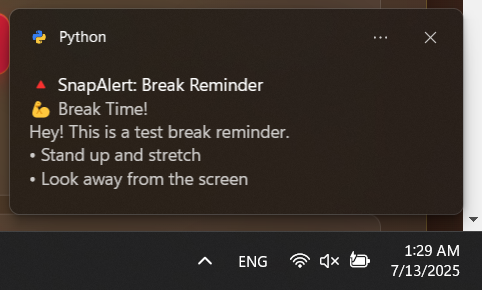 Python
🔺 SnapAlert: Break Reminder
💪 Break Time!
Hey! This is a test break reminder.
• Stand up and stretch
• Look away from the screen
ENG
1:29 AM
7/13/2025